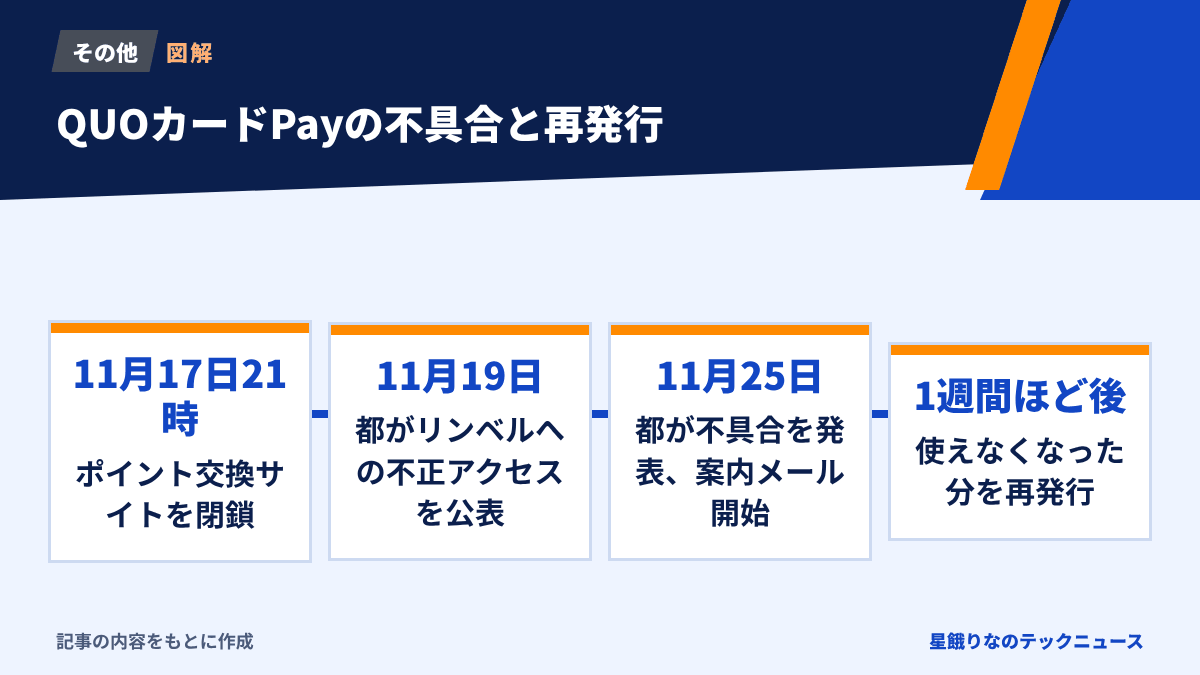 その他 図解
QUOカードPayの不具合と再発行
11月17日21
時
ポイント交換サ
イトを閉鎖
11月19日
都がリンベルへ
の不正アクセス
を公表
11月25日
都が不具合を発
表、案内メール
開始
1週間ほど後
使えなくなった
分を再発行
記事の内容をもとに作成
星餓りなのテックニュース